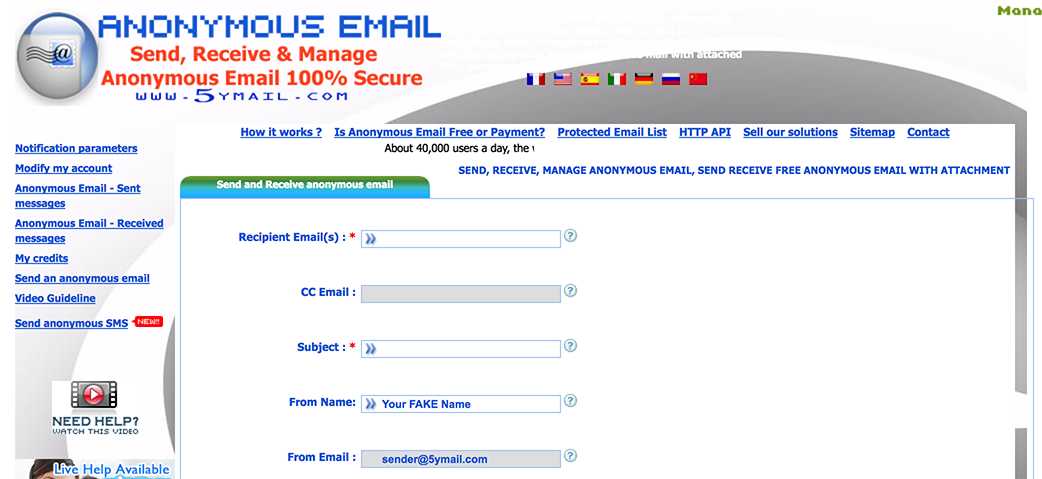 Mana
ANONYMOUS EMAIL
Send, Receive & Manage
Anonymous Email 100% Secure
www.5ymail.com
mail with attached
How it works ? Is Anonymous Email Free or Payment? Protected Email List HTTP API Sell our solutions Sitemap Contact
About 40,000 users a day, the
SEND, RECEIVE, MANAGE ANONYMOUS EMAIL, SEND RECEIVE FREE ANONYMOUS EMAIL WITH ATTACHMENT
Notification parameters
Modify my account
Anonymous Email - Sent
messages
Anonymous Email - Received
messages
My credits
Send an anonymous email
Video Guideline
Send anonymous SMS NEW!!
NEED HELP?
WATCH THIS VIDEO
Live Help Available
Send and Receive anonymous email
Recipient Email(s) : * ?
CC Email : ?
Subject : * ?
From Name: Your FAKE Name ?
From Email : sender@5ymail.com ?